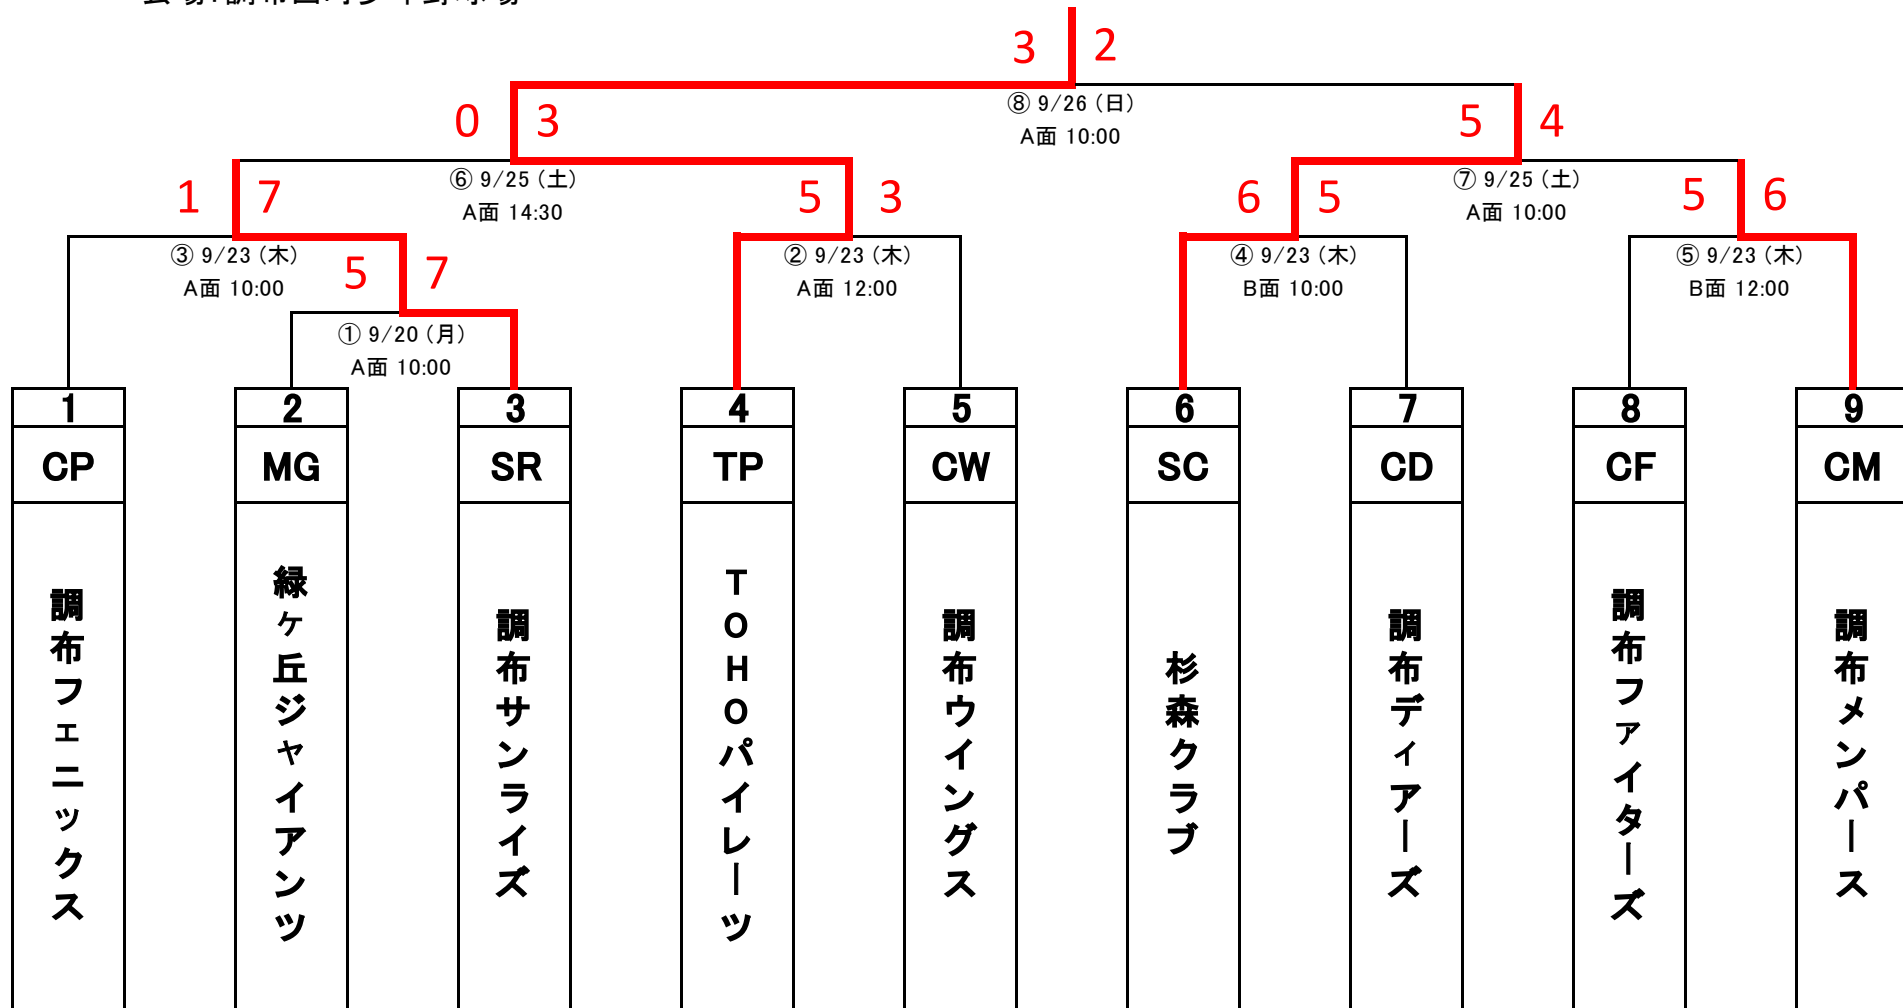 3 2
⑧ 9/26 (日)
A面 10:00
0 3
5 4
⑥ 9/25 (土)
A面 14:30
⑦ 9/25 (土)
A面 10:00
1 7
5 3
6 5
5 6
③ 9/23 (木)
A面 10:00
② 9/23 (木)
A面 12:00
④ 9/23 (木)
B面 10:00
⑤ 9/23 (木)
B面 12:00
5 7
① 9/20 (月)
A面 10:00
1 2 3 4 5 6 7 8 9
CP MG SR TP CW SC CD CF CM
調布フェニックス
緑ヶ丘ジャイアンツ
調布サンライズ
TOHOパイレーツ
調布ウイングス
杉森クラブ
調布ディアーズ
調布ファイターズ
調布メンパース